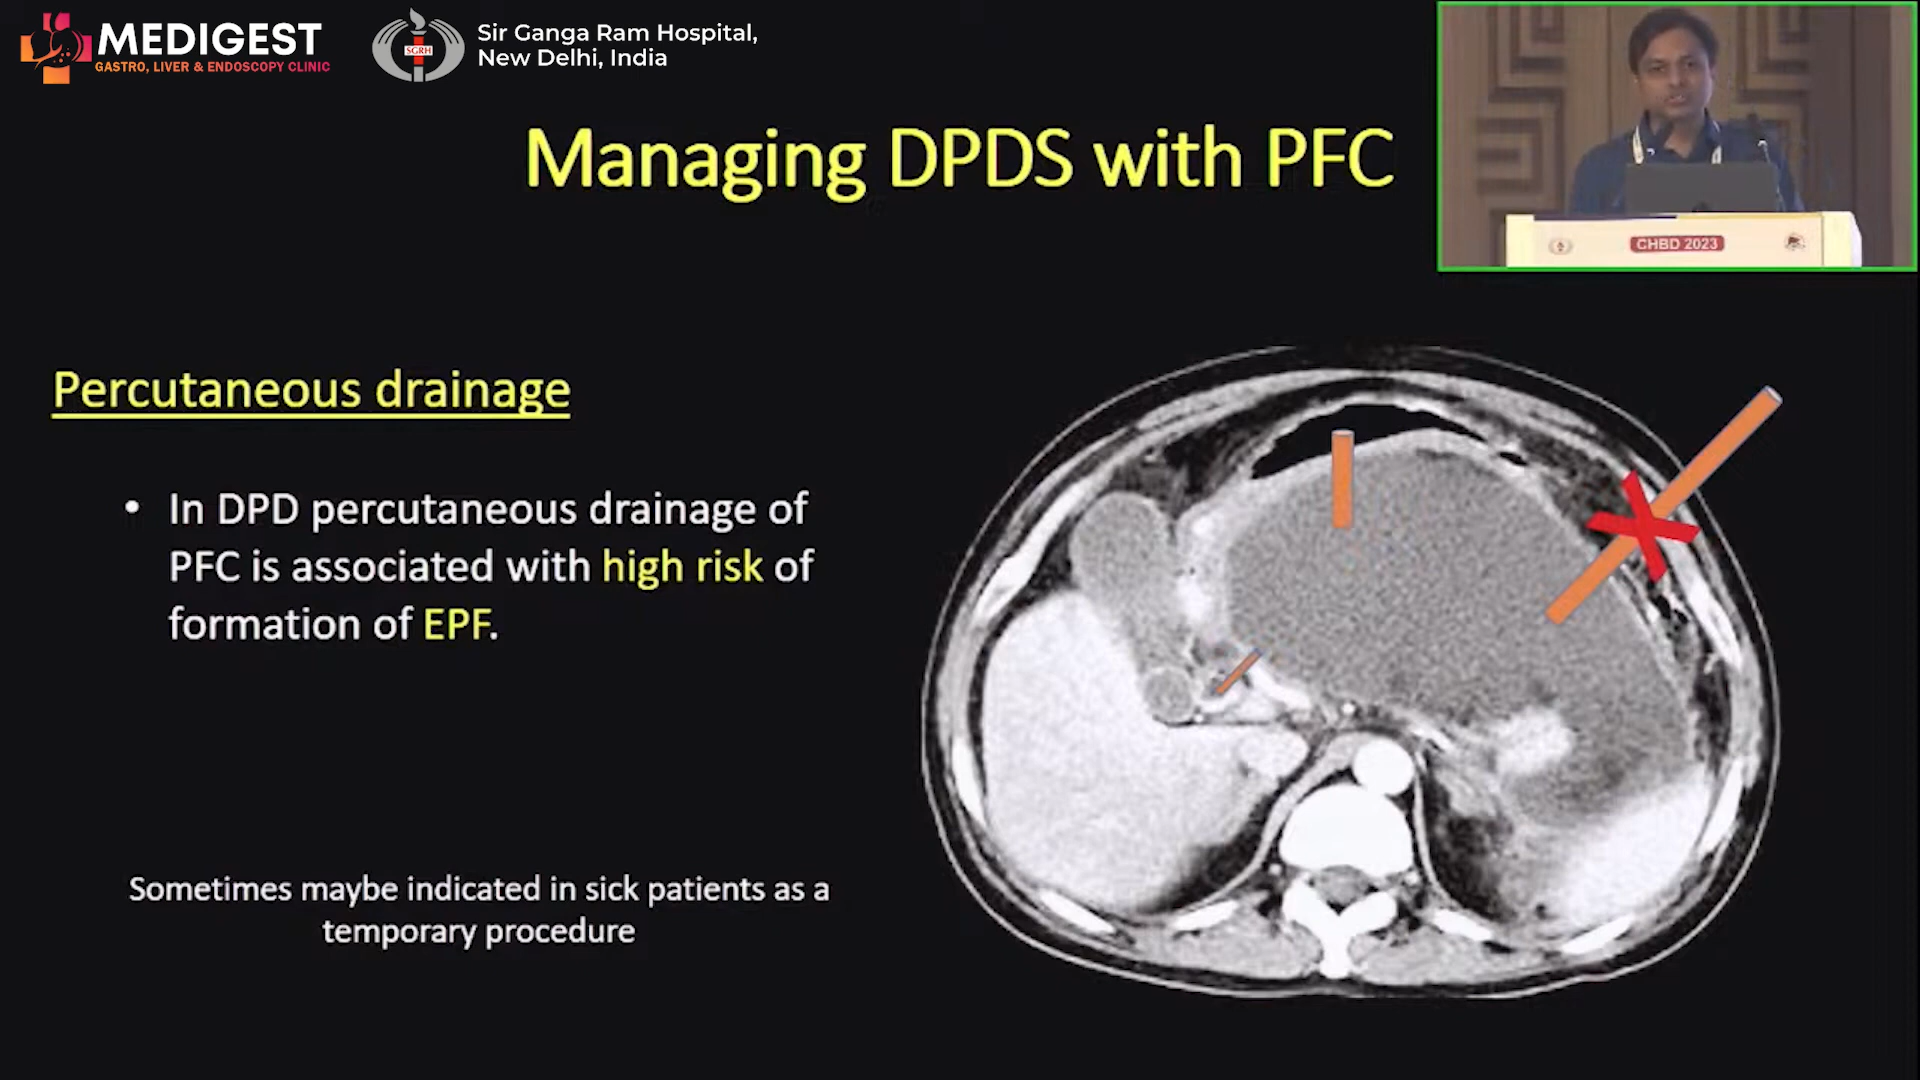 MEDIGEST
GASTRO, LIVER & ENDOSCOPY CLINIC
SGRH
Sir Ganga Ram Hospital,
New Delhi, India
Managing DPDS with PFC
CHBD 2023
Percutaneous drainage
• In DPD percutaneous drainage of
PFC is associated with high risk of
formation of EPF.
Sometimes maybe indicated in sick patients as a
temporary procedure